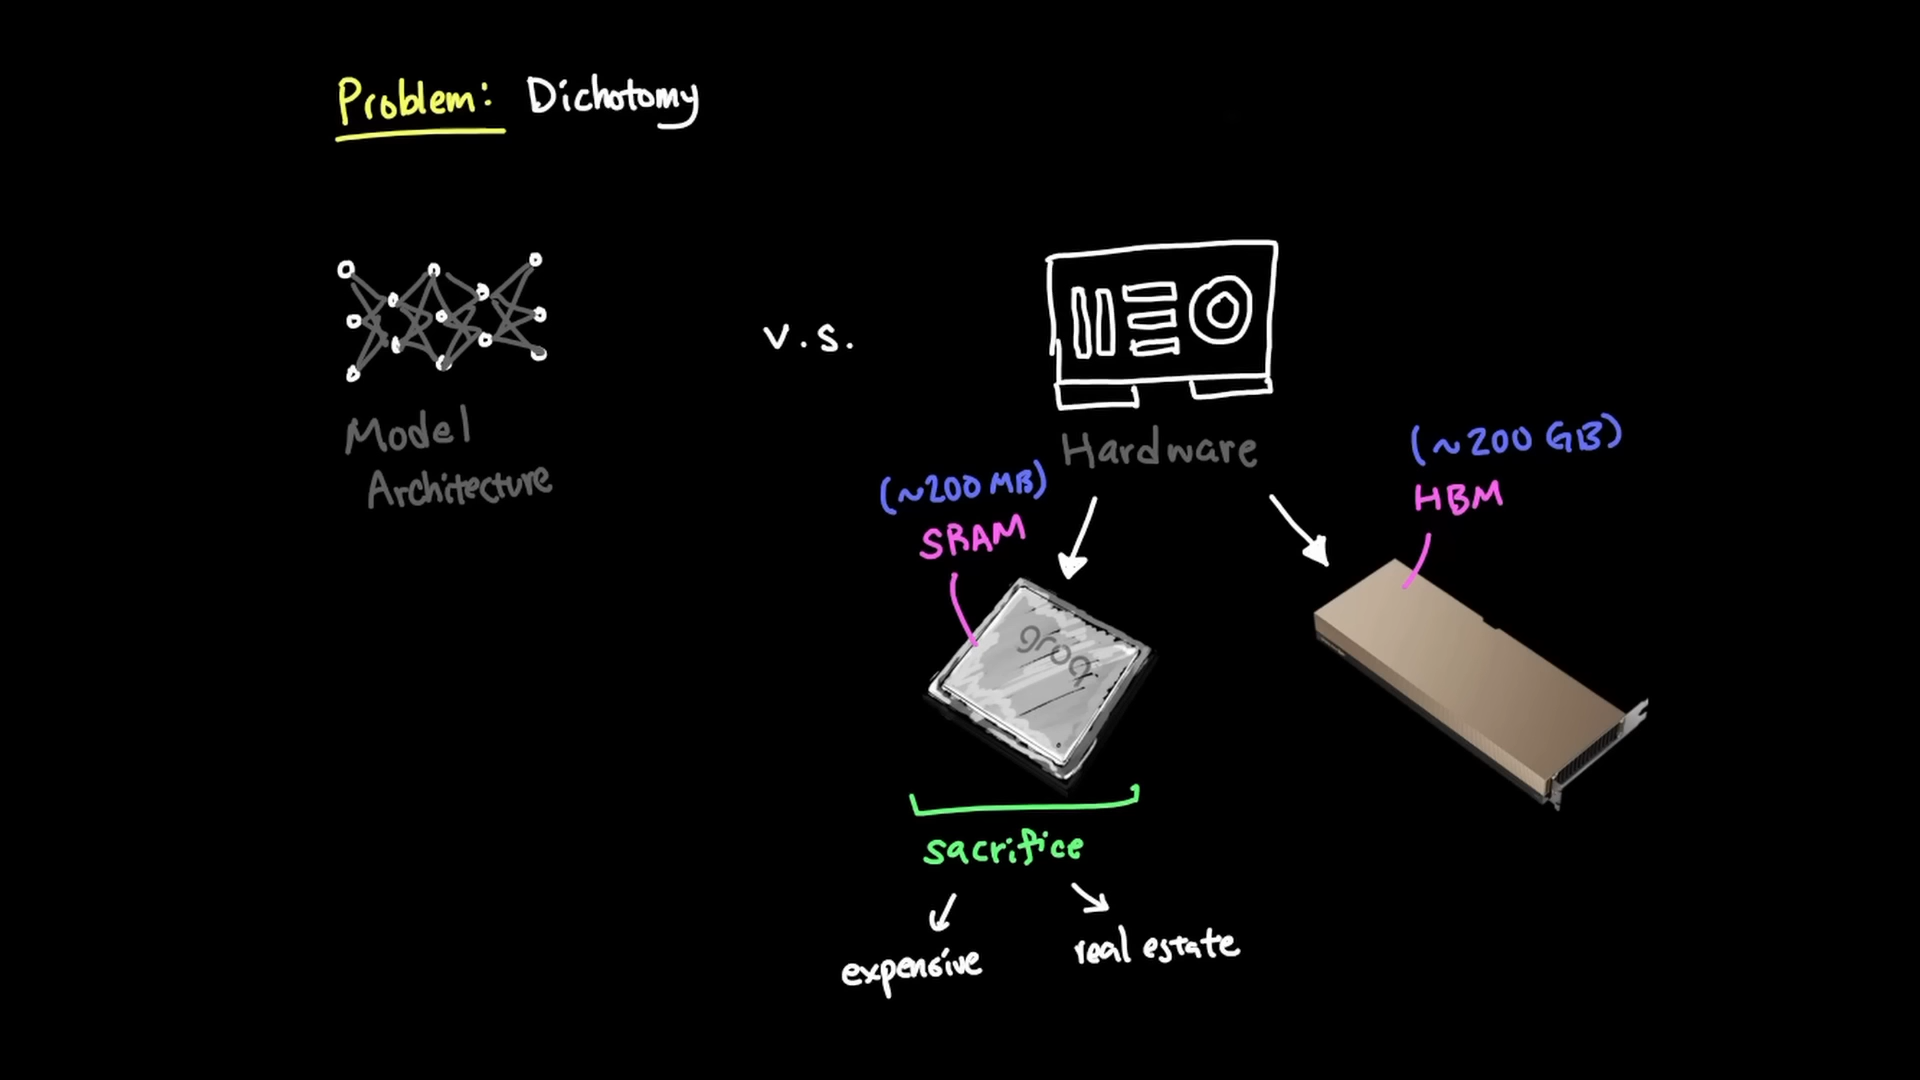 Problem: Dichotomy
v.s.
Model
Architecture
Hardware
(~200 MB)
SRAM
(~200 GB)
HBM
groq
sacrifice
expensive
real estate